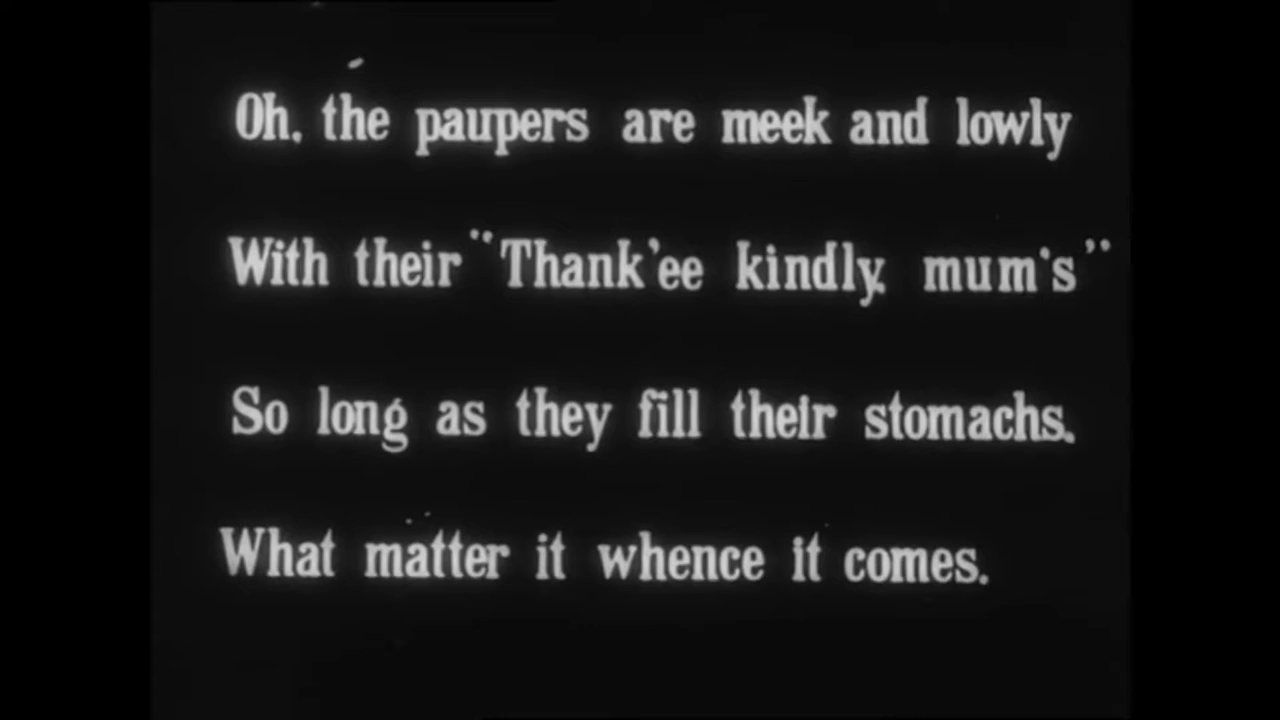 Oh, the paupers are meek and lowly
With their "Thank'ee kindly, mum's"
So long as they fill their stomachs,
What matter it whence it comes.